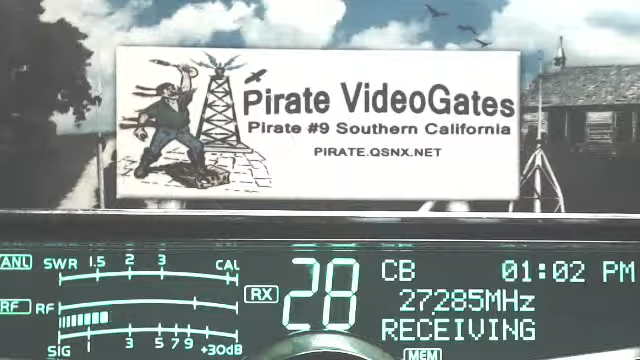 Pirate VideoGates
Pirate #9 Southern California
PIRATE.QSNX.NET
ANL SWR 1.5 2 3 CAL
RF RF
SIG 3 5 7 9 +30dB
RX 28
CB 01:02 PM
27285MHz
RECEIVING
MEM